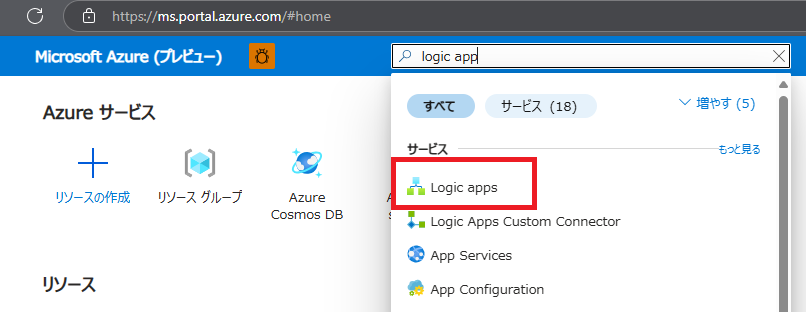 https://ms.portal.azure.com/#home
Microsoft Azure (プレビュー)
logic app
すべて
サービス (18)
増やす (5)
Azure サービス
サービス
もっと見る
リソースの作成
リソース グループ
Azure
Cosmos DB
Logic apps
Logic Apps Custom Connector
App Services
App Configuration
リソース